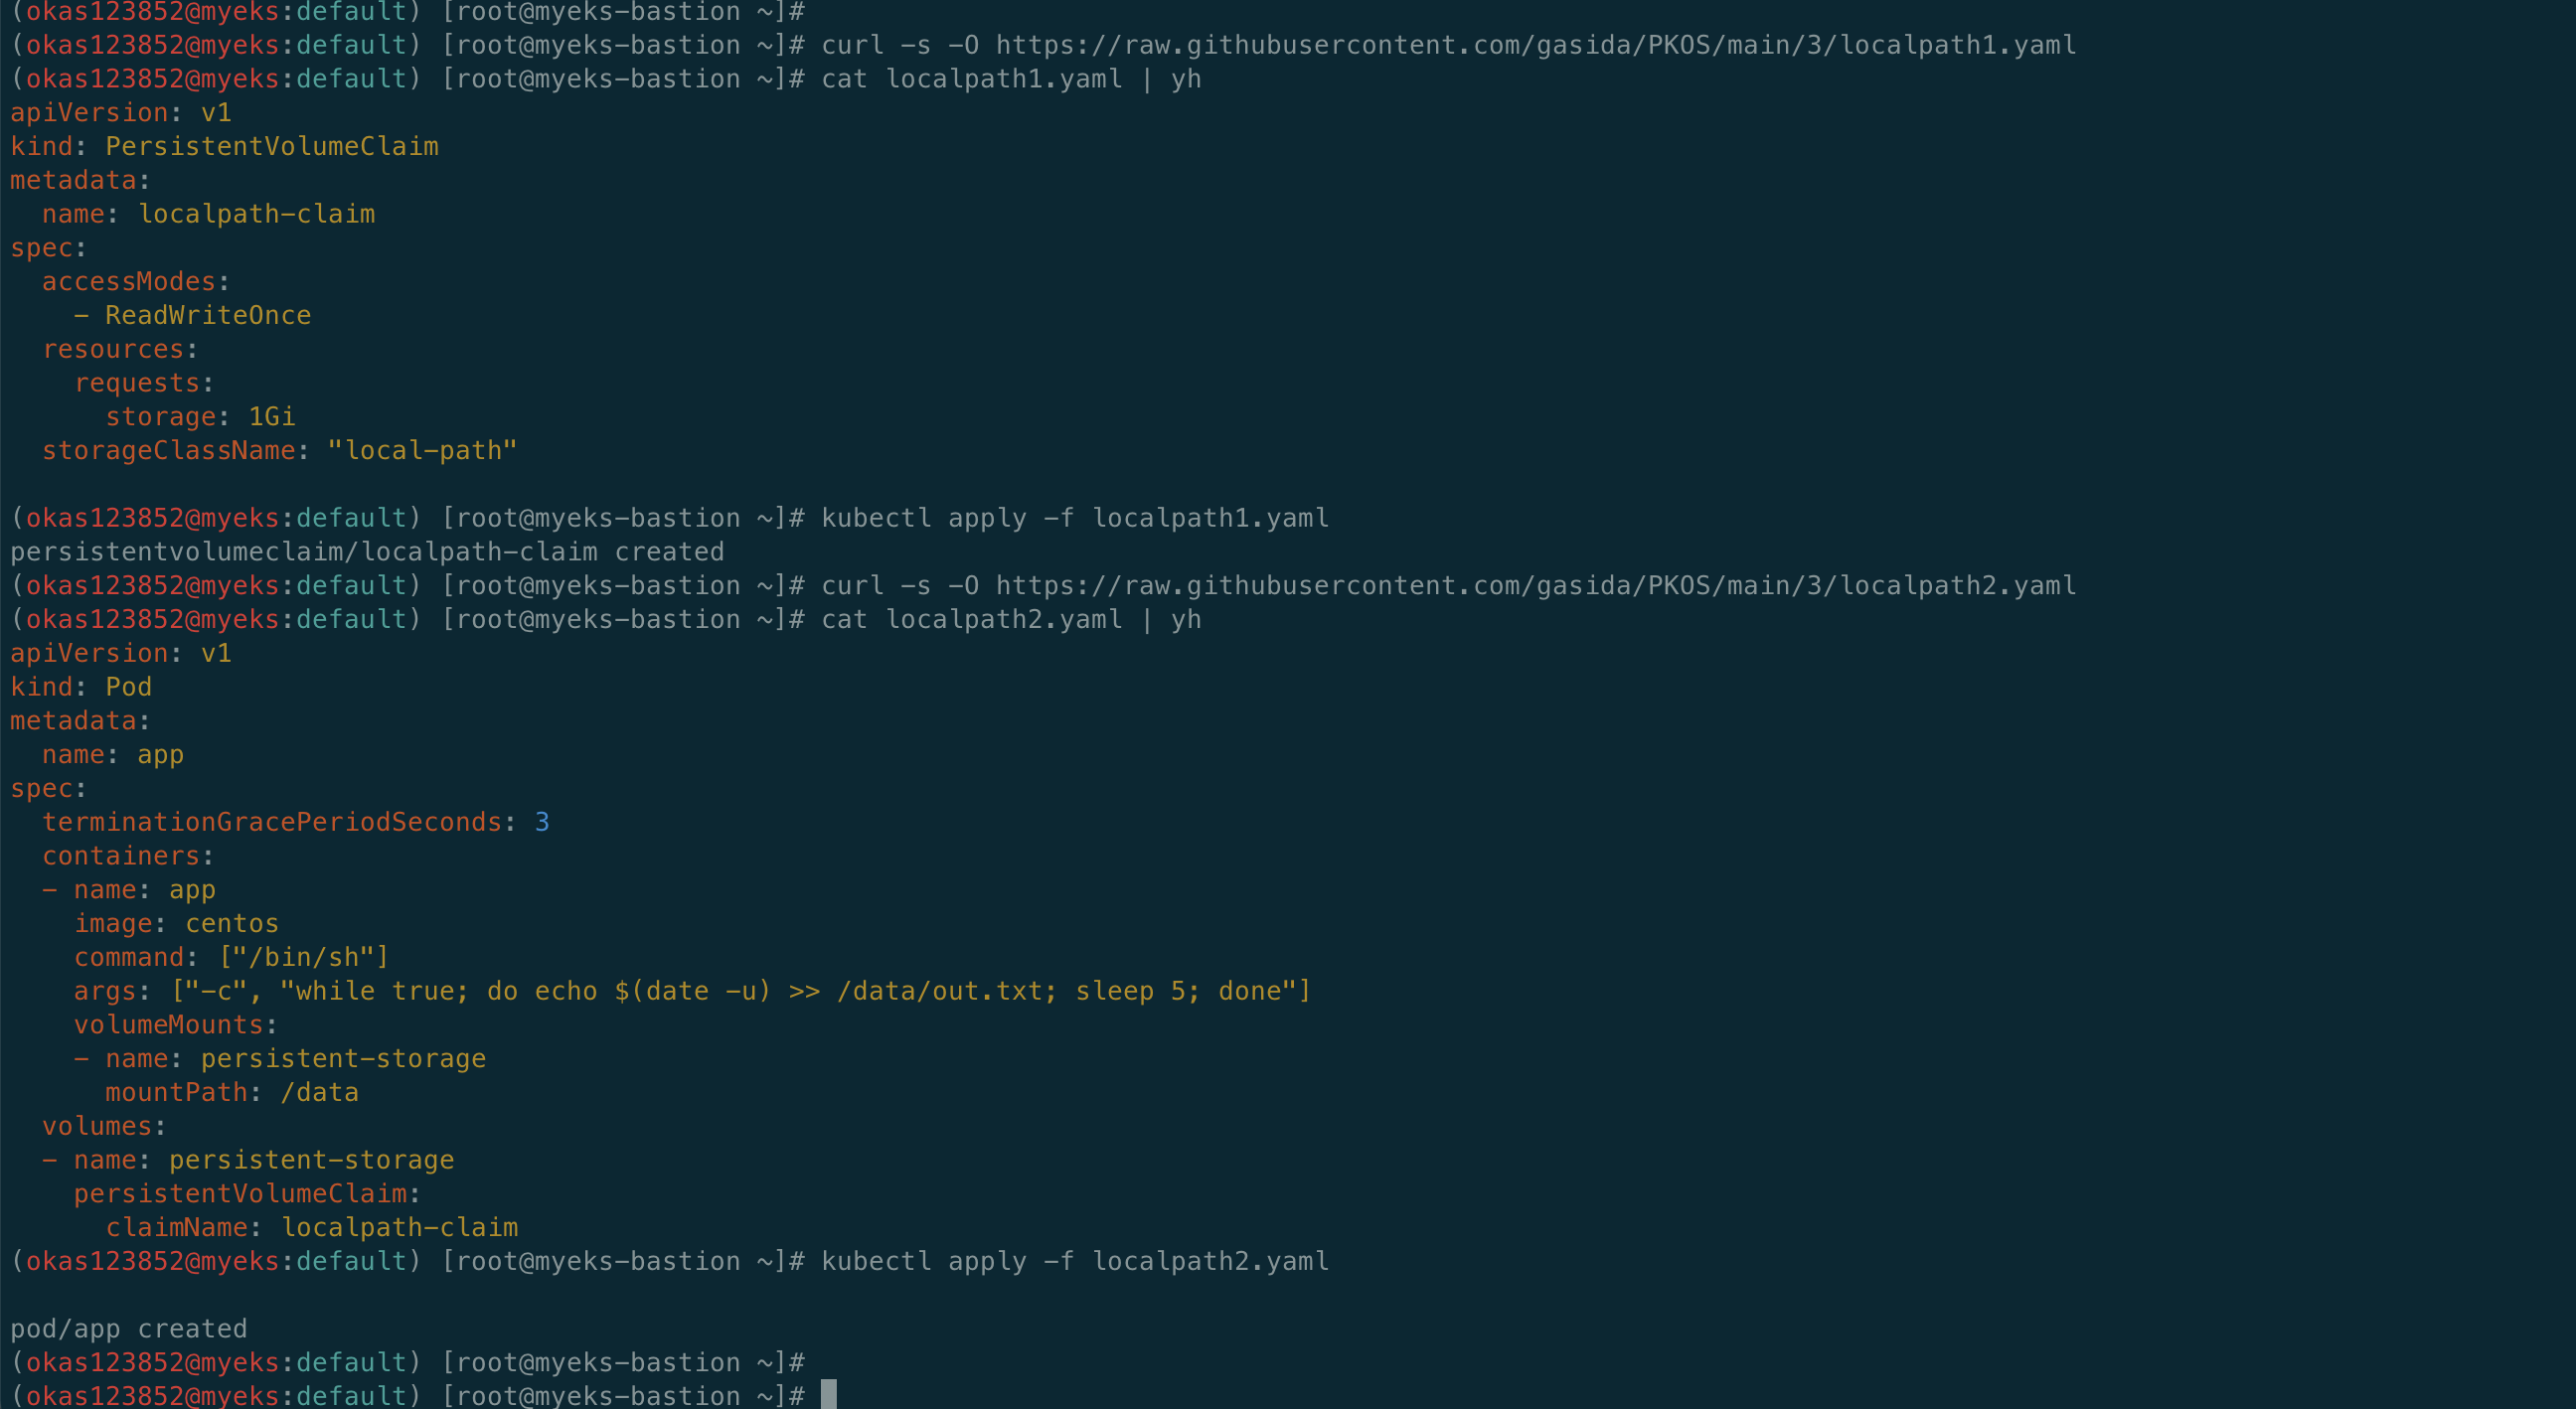 (okas123852@myeks:default) [root@myeks-bastion ~]#
(okas123852@myeks:default) [root@myeks-bastion ~]# curl -s -O https://raw.githubusercontent.com/gasida/PKOS/main/3/localpath1.yaml
(okas123852@myeks:default) [root@myeks-bastion ~]# cat localpath1.yaml | yh
apiVersion: v1
kind: PersistentVolumeClaim
metadata:
  name: localpath-claim
spec:
  accessModes:
    - ReadWriteOnce
  resources:
    requests:
      storage: 1Gi
  storageClassName: "local-path"
(okas123852@myeks:default) [root@myeks-bastion ~]# kubectl apply -f localpath1.yaml
persistentvolumeclaim/localpath-claim created
(okas123852@myeks:default) [root@myeks-bastion ~]# curl -s -O https://raw.githubusercontent.com/gasida/PKOS/main/3/localpath2.yaml
(okas123852@myeks:default) [root@myeks-bastion ~]# cat localpath2.yaml | yh
apiVersion: v1
kind: Pod
metadata:
  name: app
spec:
  terminationGracePeriodSeconds: 3
  containers:
  - name: app
    image: centos
    command: ["/bin/sh"]
    args: ["-c", "while true; do echo $(date -u) >> /data/out.txt; sleep 5; done"]
    volumeMounts:
    - name: persistent-storage
      mountPath: /data
  volumes:
  - name: persistent-storage
    persistentVolumeClaim:
      claimName: localpath-claim
(okas123852@myeks:default) [root@myeks-bastion ~]# kubectl apply -f localpath2.yaml
pod/app created
(okas123852@myeks:default) [root@myeks-bastion ~]#
(okas123852@myeks:default) [root@myeks-bastion ~]#